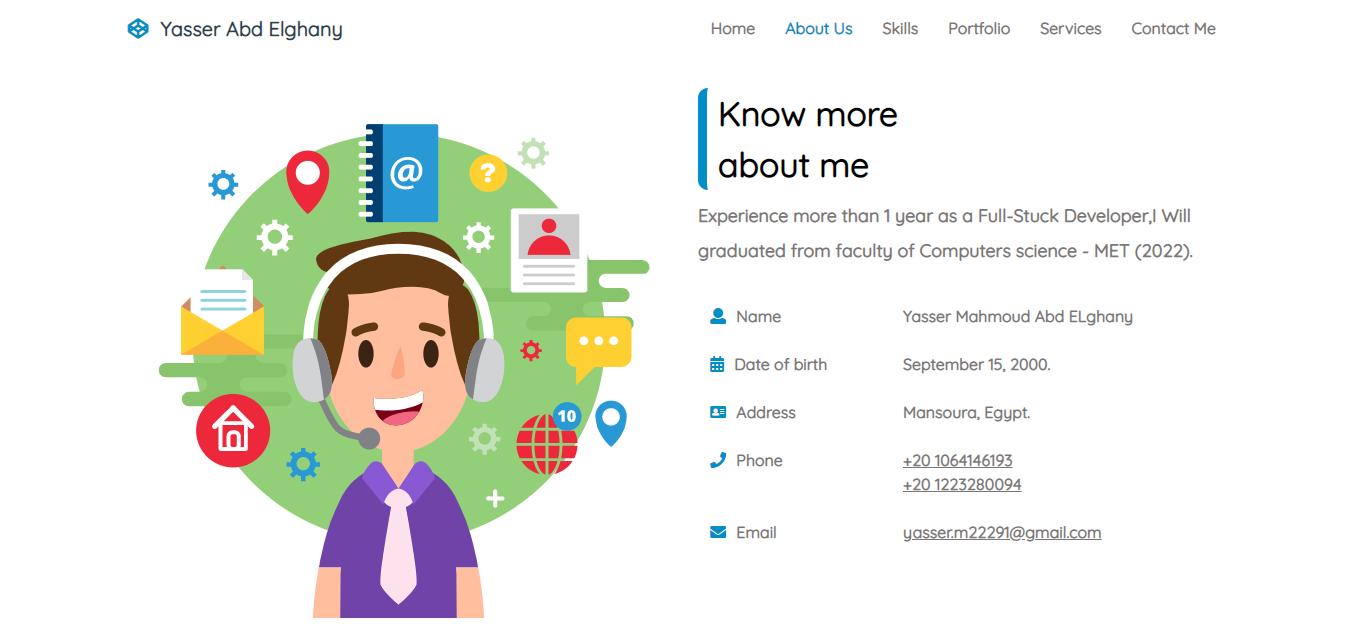 Yasser Abd Elghany
Home About Us Skills Portfolio Services Contact Me
@
?
10
Know more
about me
Experience more than 1 year as a Full-Stuck Developer,I Will
graduated from faculty of Computers science - MET (2022).
Name Yasser Mahmoud Abd ELghany
Date of birth September 15, 2000.
Address Mansoura, Egypt.
Phone +20 1064146193
+20 1223280094
Email yasser.m22291@gmail.com